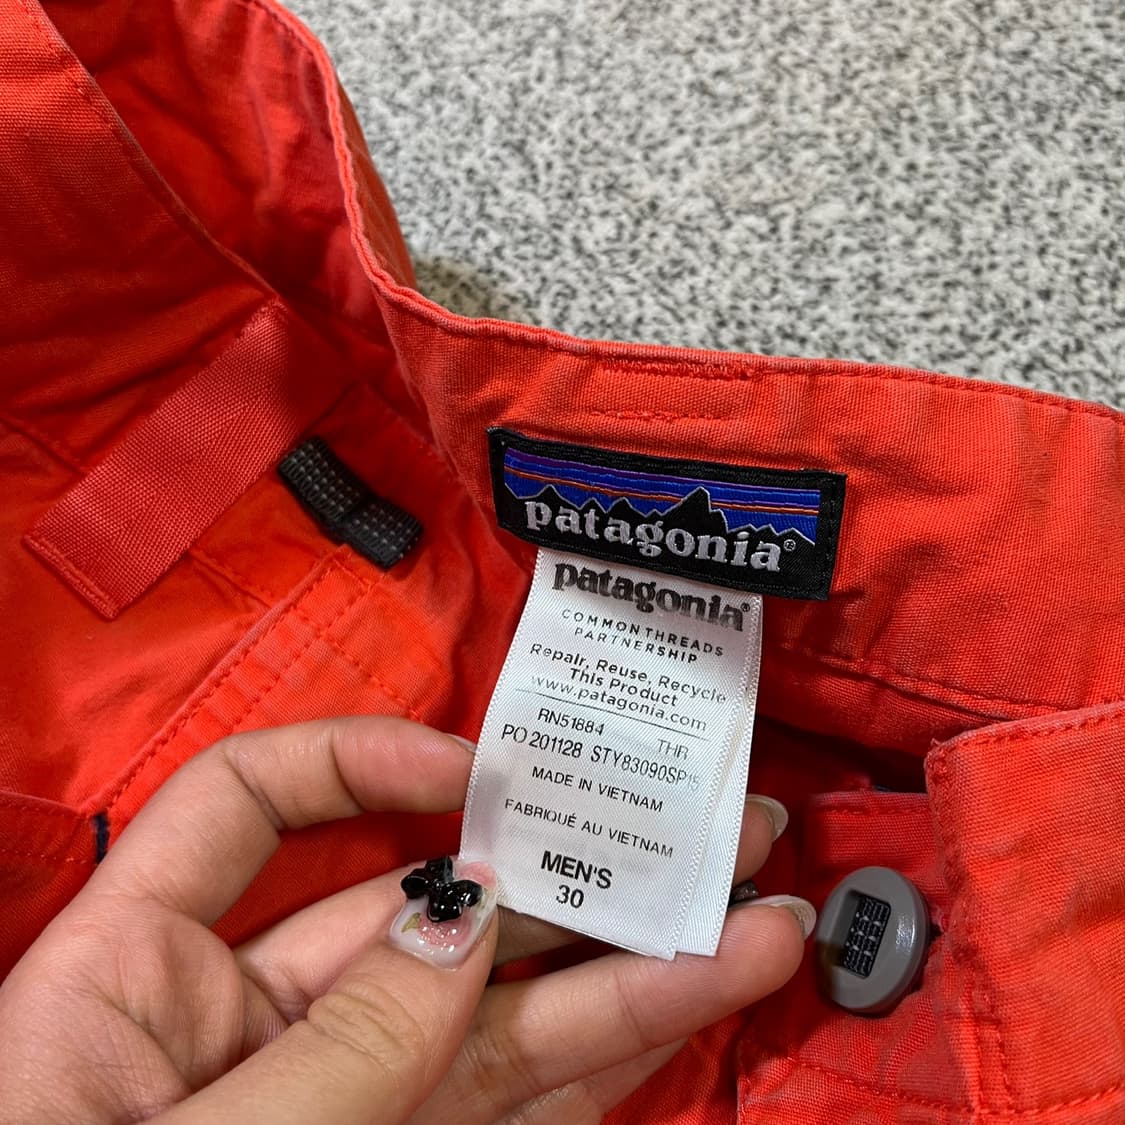 patagonia®
patagonia®
COMMON THREADS
PARTNERSHIP
Repair, Reuse, Recycle
This Product
www.patagonia.com
RN51884 THR
PO 201128 STY83090SP15
MADE IN VIETNAM
FABRIQUÉ AU VIETNAM
MEN'S
30